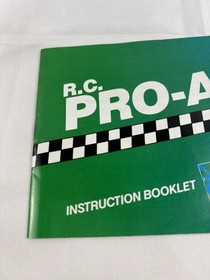 R.C.
PRO-A
INSTRUCTION BOOKLET